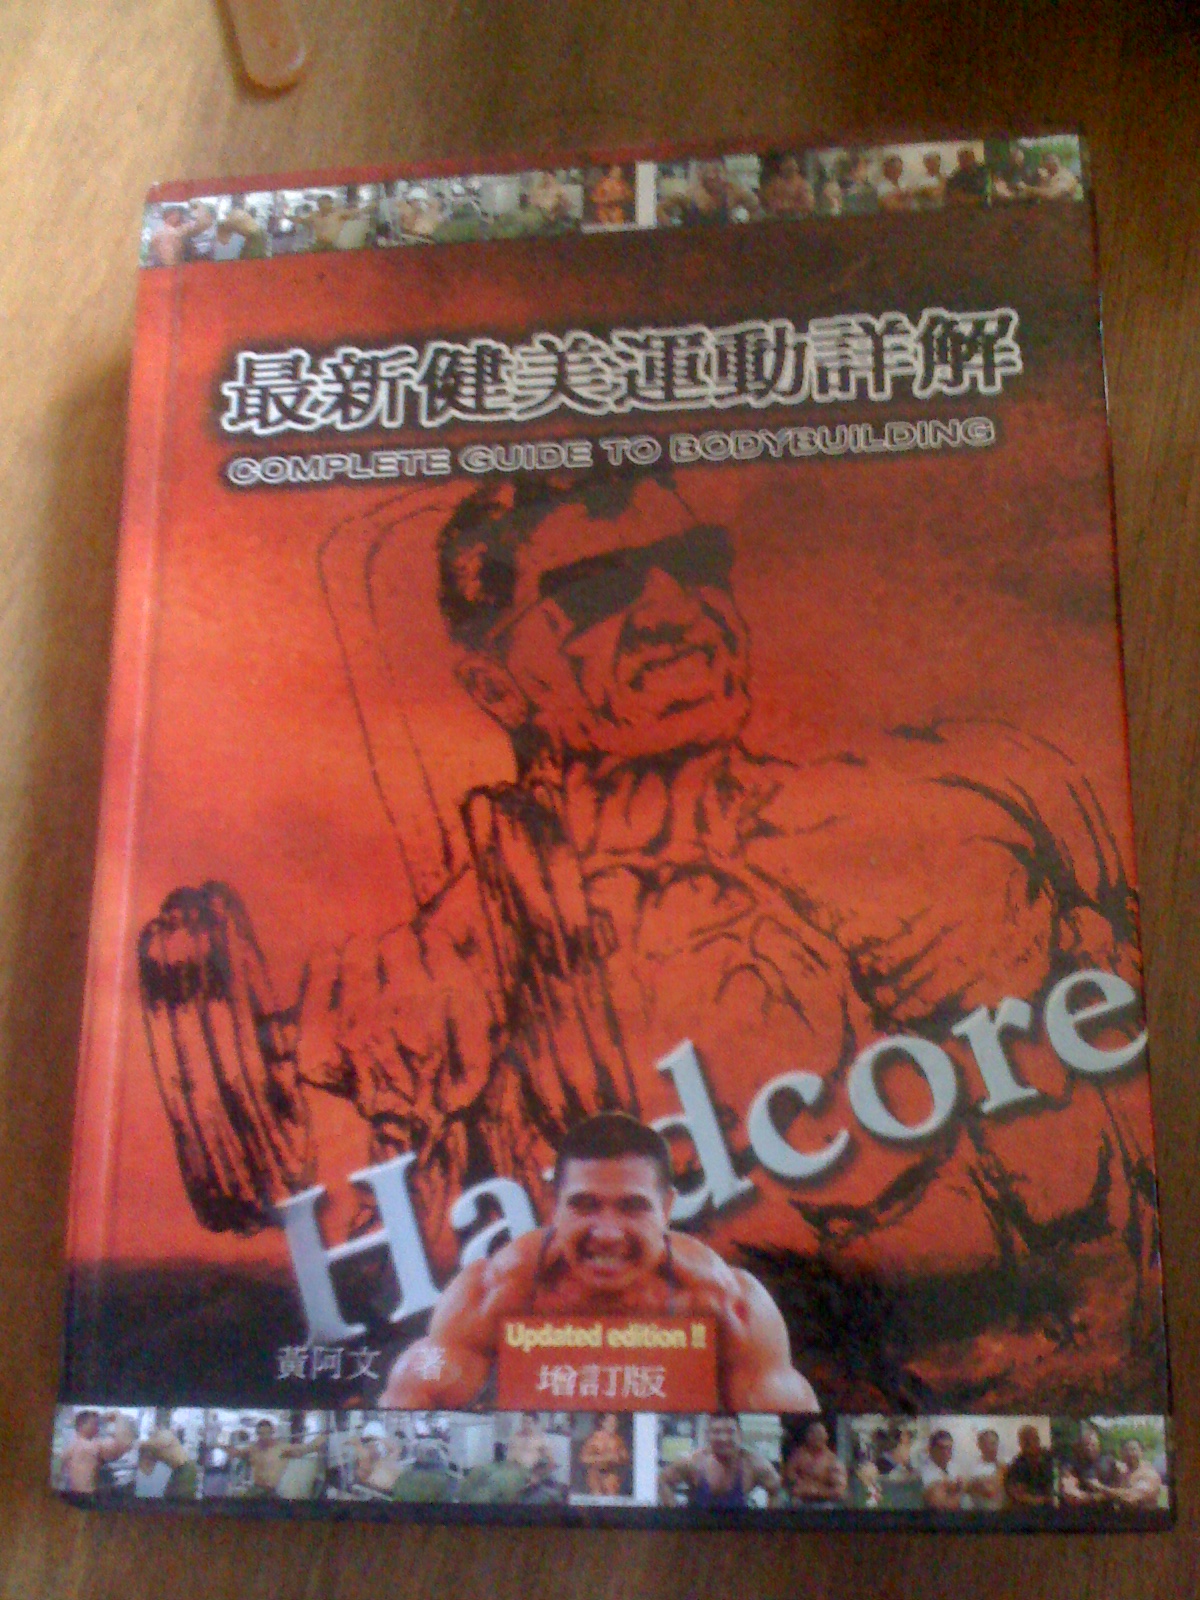 最新健美運動詳解
COMPLETE GUIDE TO BODYBUILDING
Hardcore
黃阿文 著
Updated edition !!
增訂版